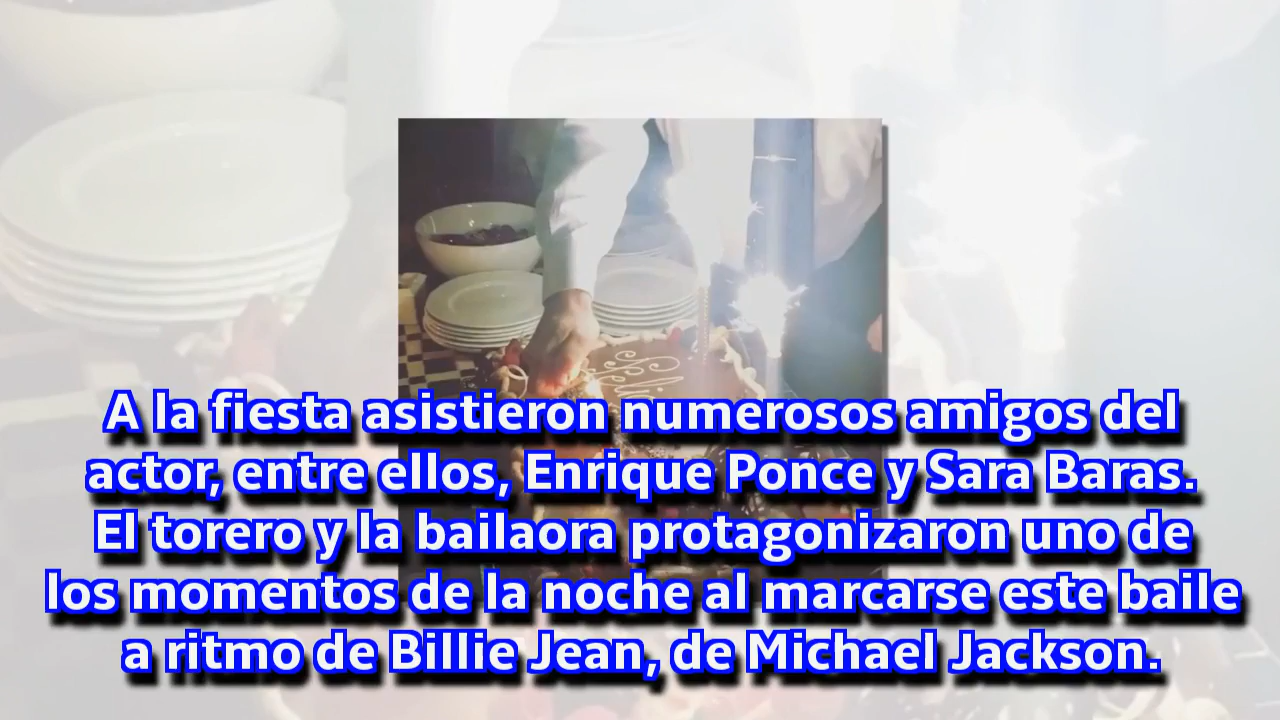 A la fiesta asistieron numerosos amigos del
actor, entre ellos, Enrique Ponce y Sara Baras.
El torero y la bailaora protagonizaron uno de
los momentos de la noche al marcarse este baile
a ritmo de Billie Jean, de Michael Jackson.